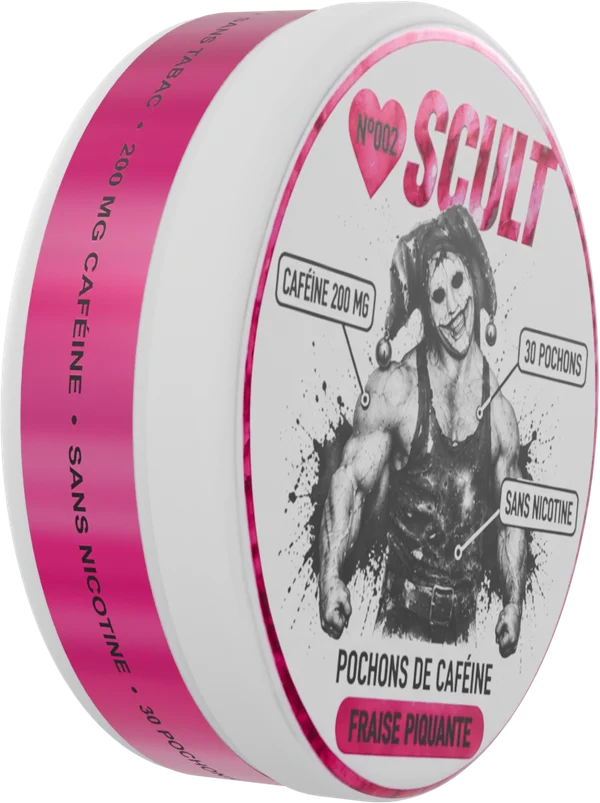 SANS TABAC • 200 MG CAFÉINE • SANS NICOTINE • 30 POCHONS
N°002
SCULT
CAFÉINE 200 MG
30 POCHONS
SANS NICOTINE
POCHONS DE CAFÉINE
FRAISE PIQUANTE